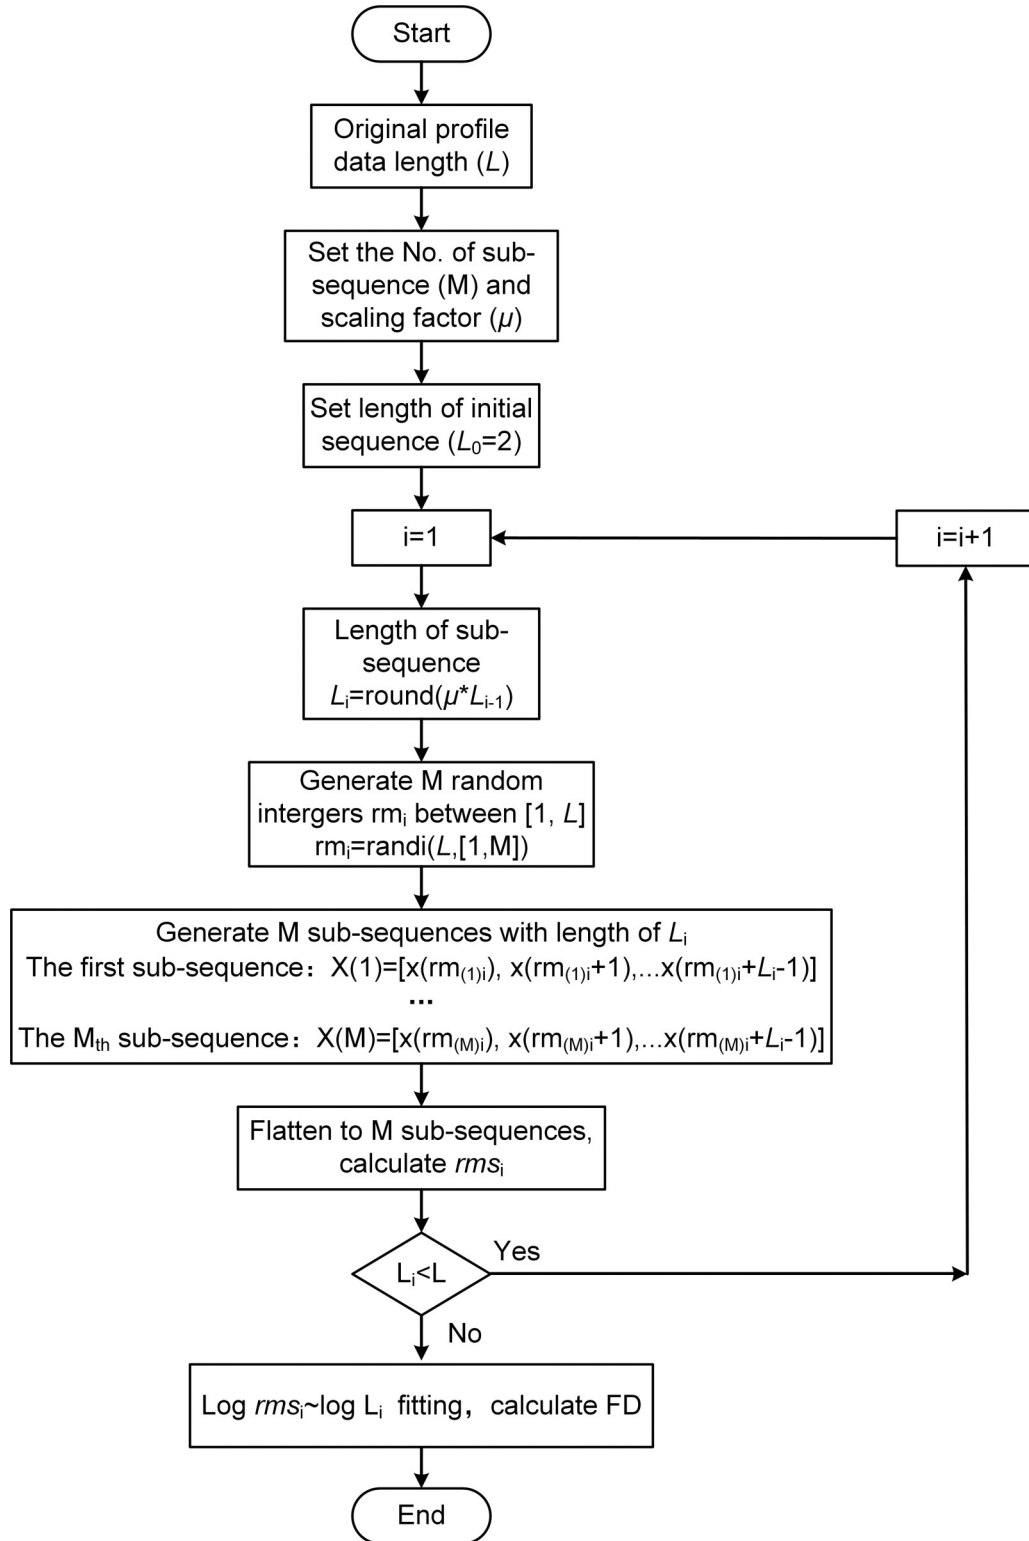 Start
Original profile
data length (L)
Set the No. of sub-
sequence (M) and
scaling factor (μ)
Set length of initial
sequence (L₀=2)
i=1
i=i+1
Length of sub-
sequence
Lᵢ=round(μ*Lᵢ₋₁)
Generate M random
intergers rmᵢ between [1, L]
rmᵢ=randi(L,[1,M])
Generate M sub-sequences with length of Lᵢ
The first sub-sequence：X(1)=[x(rm₍₁₎ᵢ), x(rm₍₁₎ᵢ+1),...x(rm₍₁₎ᵢ+Lᵢ-1)]
...
The Mth sub-sequence：X(M)=[x(rm(M)i), x(rm(M)i+1),...x(rm(M)i+Lᵢ-1)]
Flatten to M sub-sequences,
calculate rmsᵢ
Lᵢ<L
Yes
No
Log rmsᵢ~log Lᵢ fitting，calculate FD
End